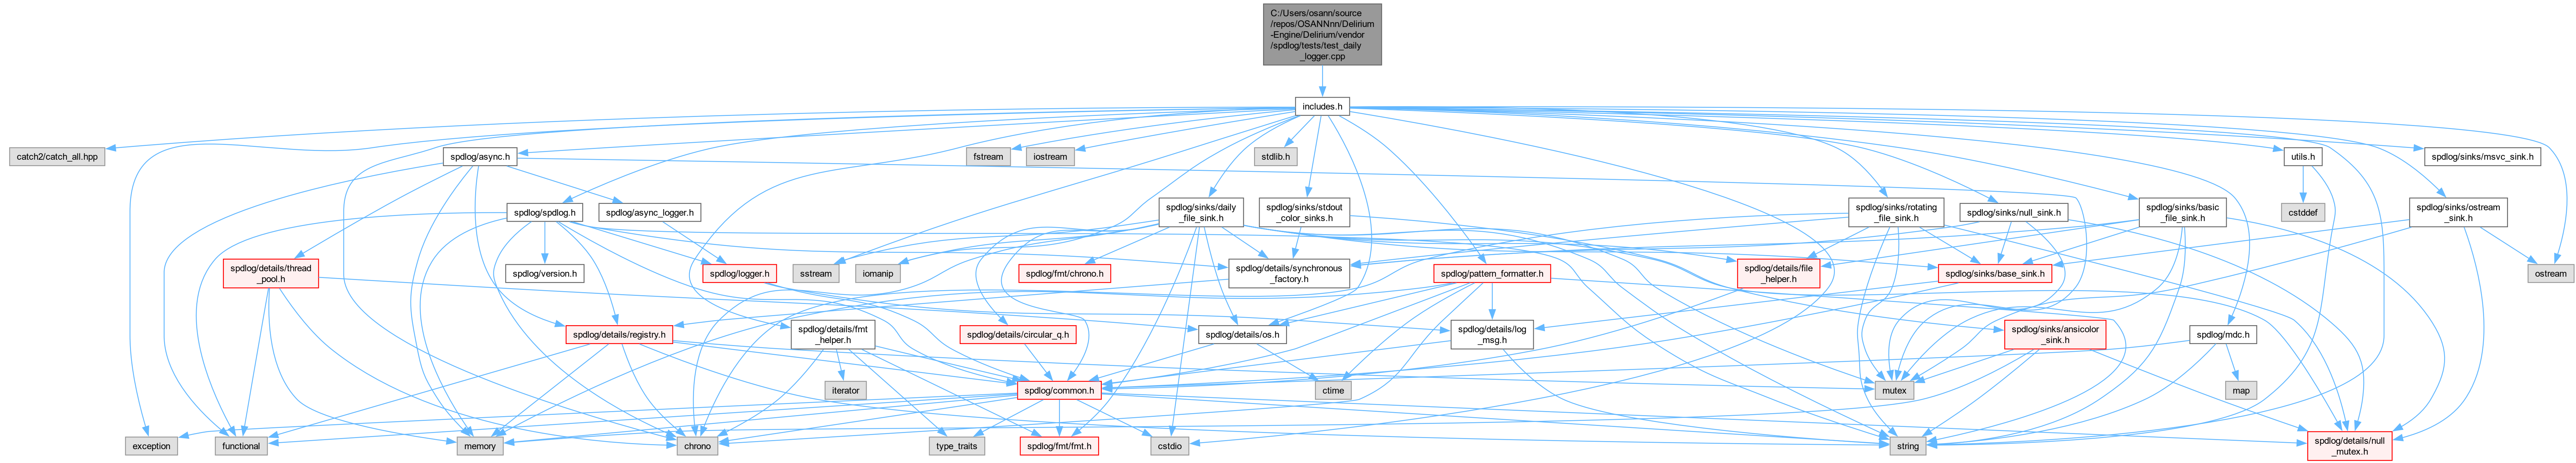 C:/Users/osann/source
/repos/OSANNnn/Delirium
-Engine/Delirium/vendor
/spdlog/tests/test_daily
_logger.cpp
includes.h
catch2/catch_all.hpp
spdlog/async.h
fstream
iostream
stdlib.h
utils.h
spdlog/sinks/msvc_sink.h
spdlog/spdlog.h
spdlog/async_logger.h
spdlog/sinks/daily
_file_sink.h
spdlog/sinks/stdout
_color_sinks.h
spdlog/sinks/rotating
_file_sink.h
spdlog/sinks/null_sink.h
spdlog/sinks/basic
_file_sink.h
cstddef
spdlog/sinks/ostream
_sink.h
spdlog/details/thread
_pool.h
spdlog/version.h
spdlog/logger.h
sstream
iomanip
spdlog/fmt/chrono.h
spdlog/details/synchronous
_factory.h
spdlog/pattern_formatter.h
spdlog/details/file
_helper.h
spdlog/sinks/base_sink.h
ostream
spdlog/details/registry.h
spdlog/details/fmt
_helper.h
spdlog/details/circular_q.h
spdlog/details/os.h
spdlog/details/log
_msg.h
spdlog/sinks/ansicolor
_sink.h
spdlog/mdc.h
iterator
spdlog/common.h
ctime
mutex
map
exception
functional
memory
chrono
type_traits
spdlog/fmt/fmt.h
cstdio
string
spdlog/details/null
_mutex.h